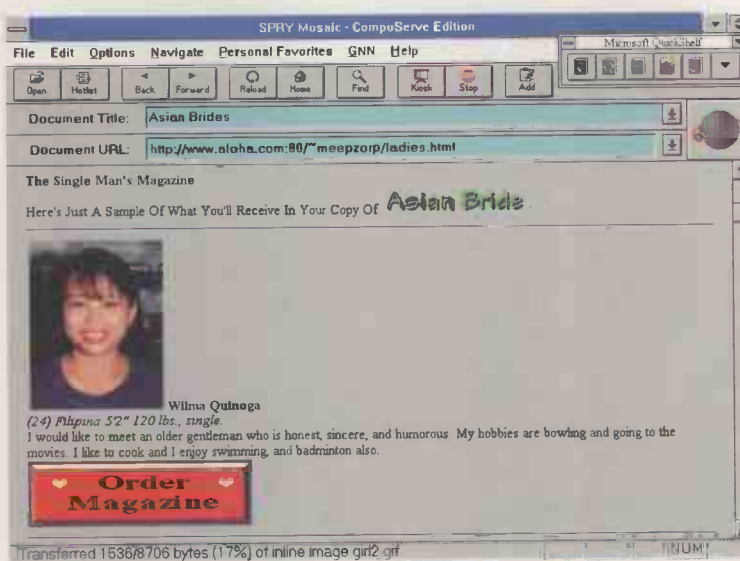 SPRY Mosaic - CompuServe Edition
Microsoft QuickShelf
File Edit Options Navigate Personal Favorites GNN Help
Open Hotlist Back Forward Reload Home Find Kiosk Stop Add
Document Title: Asian Brides
Document URL: http://www.aloha.com:80/~meepzorp/ladies.html
The Single Man's Magazine
Here's Just A Sample Of What You'll Receive In Your Copy Of Asian Bride
Wilma Quinoga
(24) Filipina 5'2" 120 lbs., single.
I would like to meet an older gentleman who is honest, sincere, and humorous. My hobbies are bowling and going to the
movies. I like to cook and I enjoy swimming, and badminton also.
Order
Magazine
Transferred 1536/8706 bytes (17%) of inline image girl2.gif
NUM